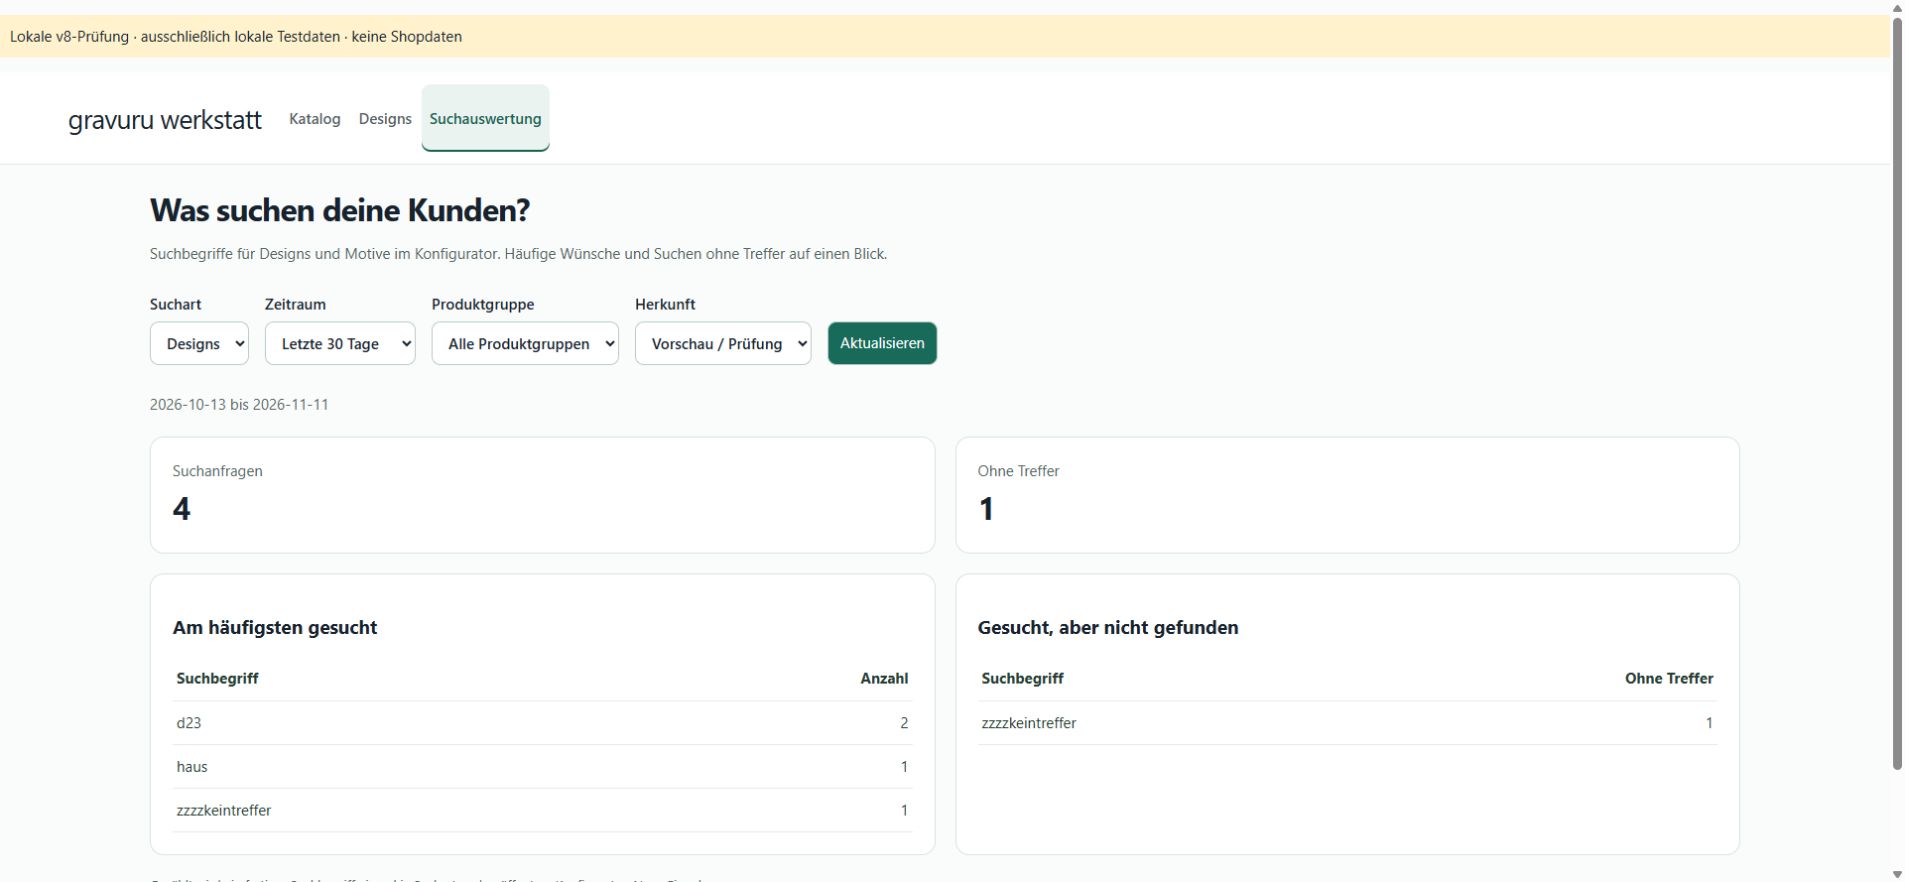 Lokale v8-Prüfung · ausschließlich lokale Testdaten · keine Shopdaten
gravuru werkstatt Katalog Designs Suchauswertung
Was suchen deine Kunden?
Suchbegriffe für Designs und Motive im Konfigurator. Häufige Wünsche und Suchen ohne Treffer auf einen Blick.
Suchart Zeitraum Produktgruppe Herkunft
Designs Letzte 30 Tage Alle Produktgruppen Vorschau / Prüfung Aktualisieren
2026-10-13 bis 2026-11-11
Suchanfragen
4
Ohne Treffer
1
Am häufigsten gesucht
Suchbegriff Anzahl
d23 2
haus 1
zzzzkeintreffer 1
Gesucht, aber nicht gefunden
Suchbegriff Ohne Treffer
zzzzkeintreffer 1